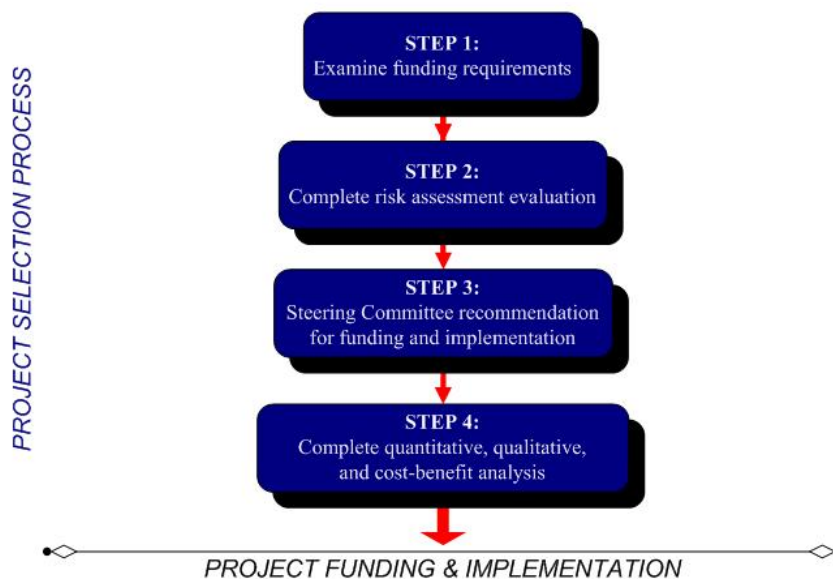 PROJECT SELECTION PROCESS
STEP 1:
Examine funding requirements
STEP 2:
Complete risk assessment evaluation
STEP 3:
Steering Committee recommendation
for funding and implementation
STEP 4:
Complete quantitative, qualitative,
and cost-benefit analysis
PROJECT FUNDING & IMPLEMENTATION